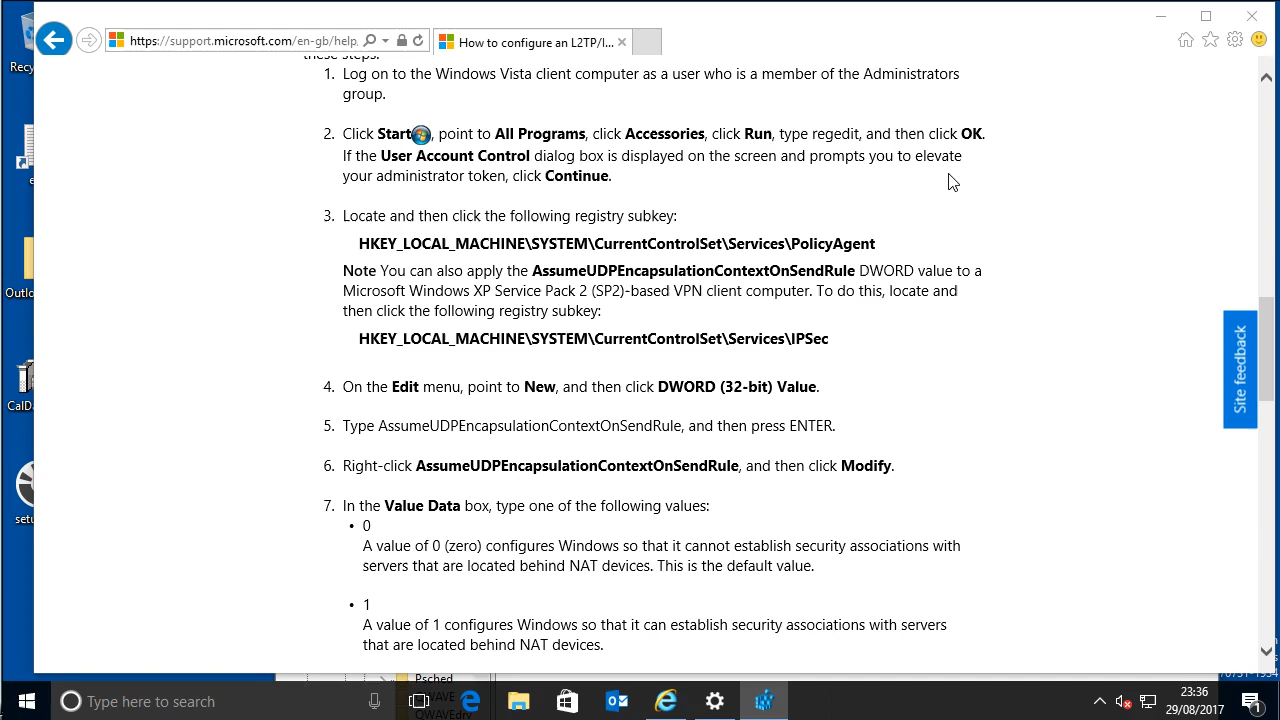 https://support.microsoft.com/en-gb/help.
How to configure an L2TP/I...
these steps.
1. Log on to the Windows Vista client computer as a user who is a member of the Administrators
group.
2. Click Start, point to All Programs, click Accessories, click Run, type regedit, and then click OK.
If the User Account Control dialog box is displayed on the screen and prompts you to elevate
your administrator token, click Continue.
3. Locate and then click the following registry subkey:
HKEY_LOCAL_MACHINE\SYSTEM\CurrentControlSet\Services\PolicyAgent
Note You can also apply the AssumeUDPEncapsulationContextOnSendRule DWORD value to a
Microsoft Windows XP Service Pack 2 (SP2)-based VPN client computer. To do this, locate and
then click the following registry subkey:
HKEY_LOCAL_MACHINE\SYSTEM\CurrentControlSet\Services\IPSec
4. On the Edit menu, point to New, and then click DWORD (32-bit) Value.
5. Type AssumeUDPEncapsulationContextOnSendRule, and then press ENTER.
6. Right-click AssumeUDPEncapsulationContextOnSendRule, and then click Modify.
7. In the Value Data box, type one of the following values:
• 0
A value of 0 (zero) configures Windows so that it cannot establish security associations with
servers that are located behind NAT devices. This is the default value.
• 1
A value of 1 configures Windows so that it can establish security associations with servers
that are located behind NAT devices.
Site feedback
Recy
Outlo
CalDa
setu
Psched
QWAVE
QWAVEdrv
Type here to search
23:36
29/08/2017
1